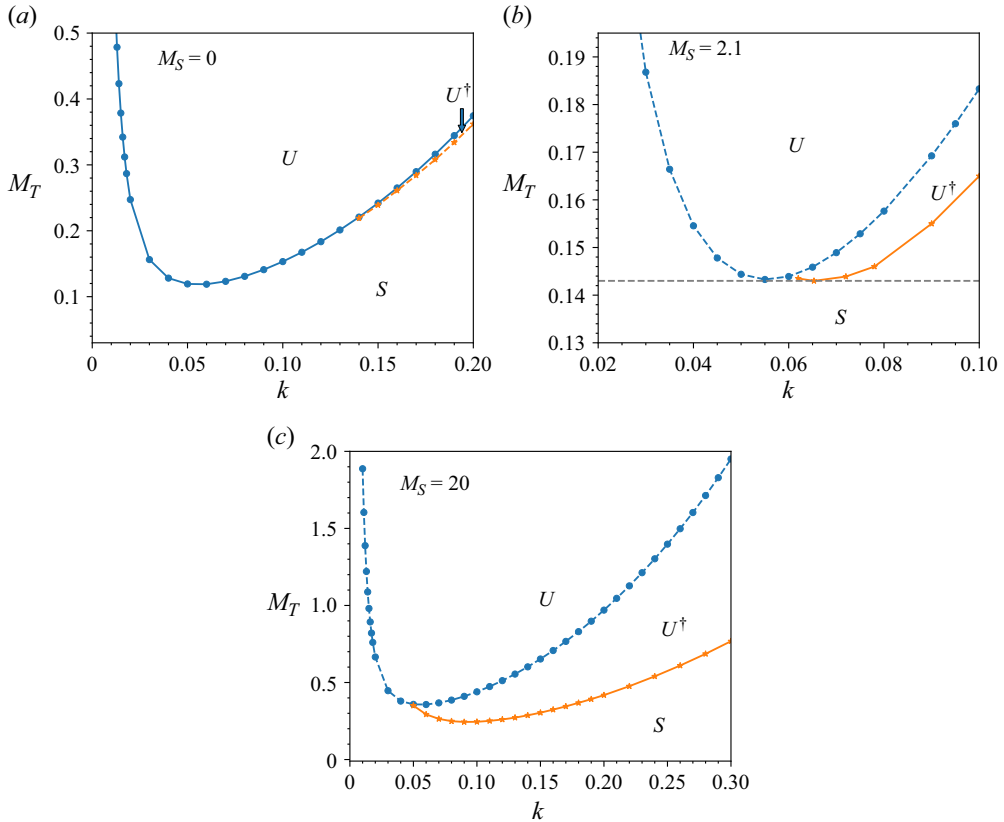 (a)
M_S = 0
0.5
0.4
0.3
0.2
0.1
M_T
U
U†
S
0
0.05
0.10
0.15
0.20
k
(b)
M_S = 2.1
0.19
0.18
0.17
0.16
0.15
0.14
0.13
M_T
U
U†
S
0.02
0.04
0.06
0.08
0.10
k
(c)
M_S = 20
2.0
1.5
1.0
0.5
0
M_T
U
U†
S
0
0.05
0.10
0.15
0.20
0.25
0.30
k